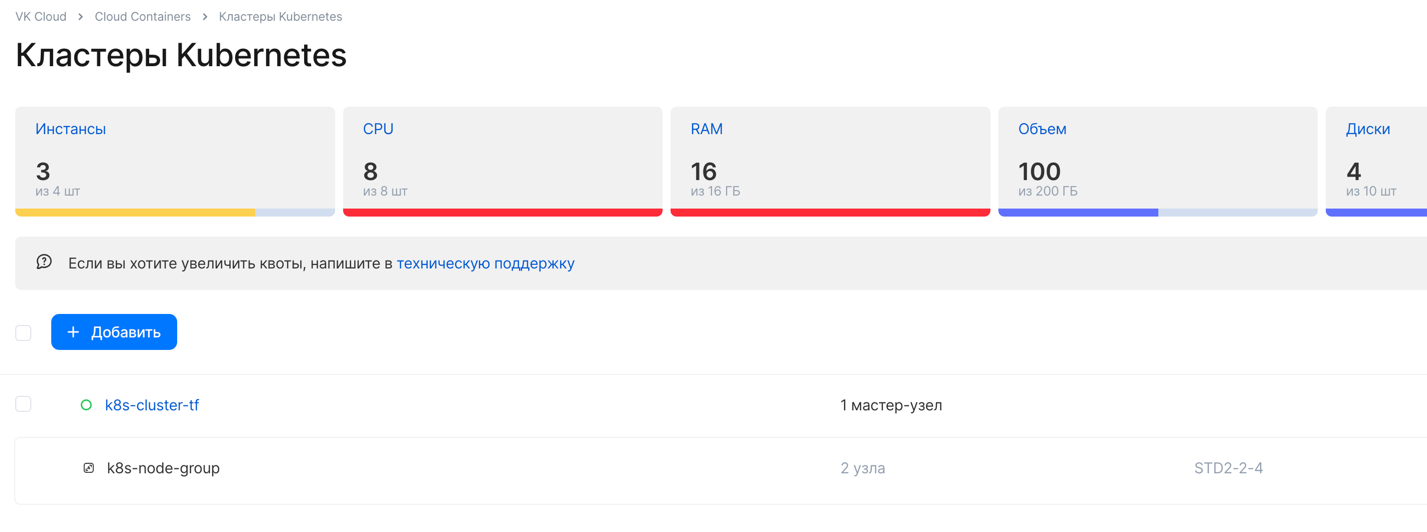 VK Cloud > Cloud Containers > Кластеры Kubernetes
Кластеры Kubernetes
Инстансы CPU RAM Объем Диски
3 8 16 100 4
из 4 шт из 8 шт из 16 ГБ из 200 ГБ из 10 шт
Если вы хотите увеличить квоты, напишите в техническую поддержку
+ Добавить
k8s-cluster-tf 1 мастер-узел
k8s-node-group 2 узла STD2-2-4